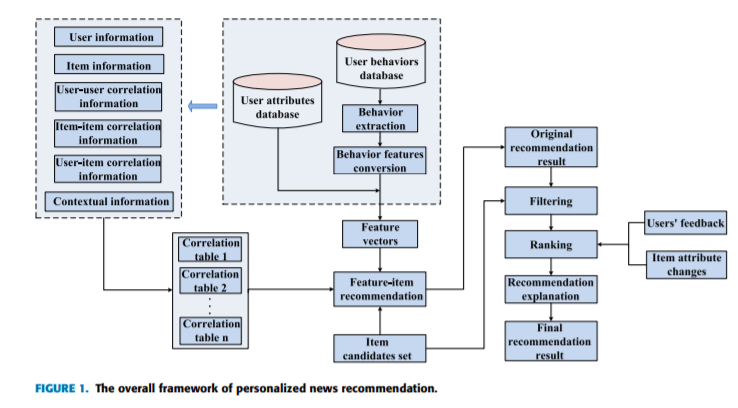 User information
Item information
User-user correlation
information
Item-item correlation
information
User-item correlation
information
Contextual information
User behaviors
database
User attributes
database
Behavior
extraction
Behavior features
conversion
Feature
vectors
Correlation
table 1
Correlation
table 2
⋮
Correlation
table n
Feature-item
recommendation
Item
candidates set
Original
recommendation
result
Filtering
Ranking
Users' feedback
Item attribute
changes
Recommendation
explanation
Final
recommendation
result
FIGURE 1. The overall framework of personalized news recommendation.